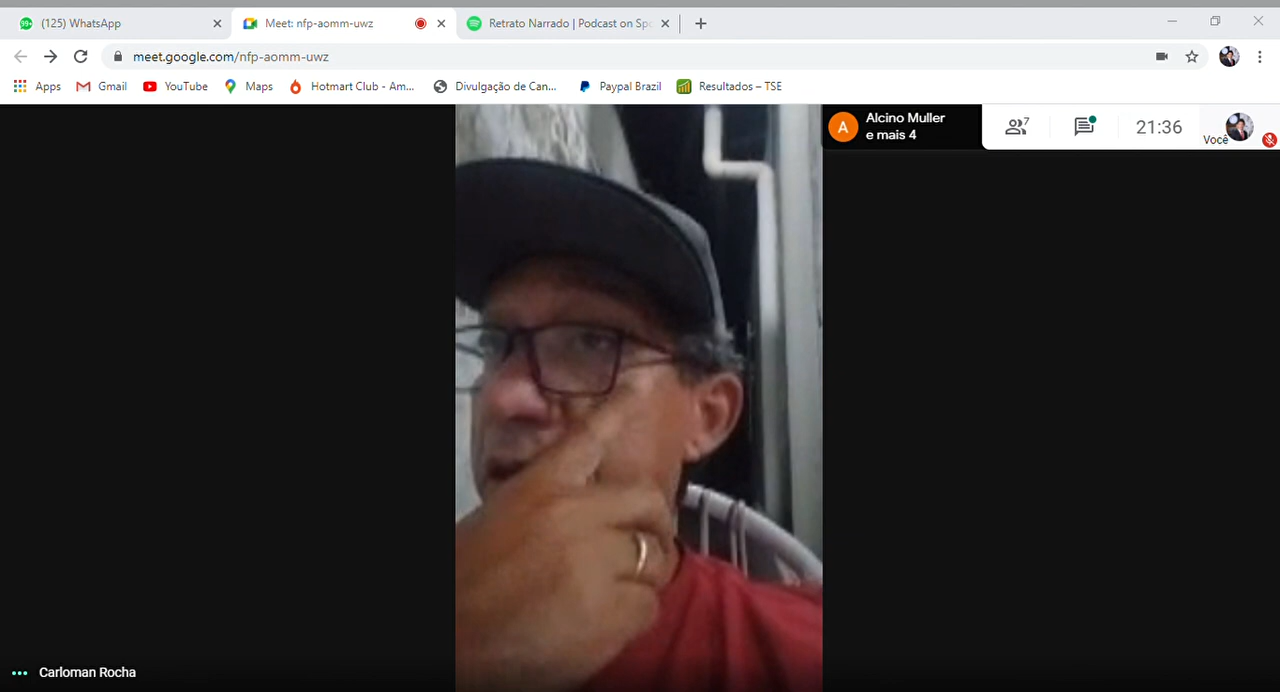 99+ (125) WhatsApp
Meet: nfp-aomm-uwz
Retrato Narrado | Podcast on Spo
meet.google.com/nfp-aomm-uwz
Apps
Gmail
YouTube
Maps
Hotmart Club - Am...
Divulgação de Can...
Paypal Brazil
Resultados – TSE
A
Alcino Muller
e mais 4
7
21:36
Você
Carloman Rocha